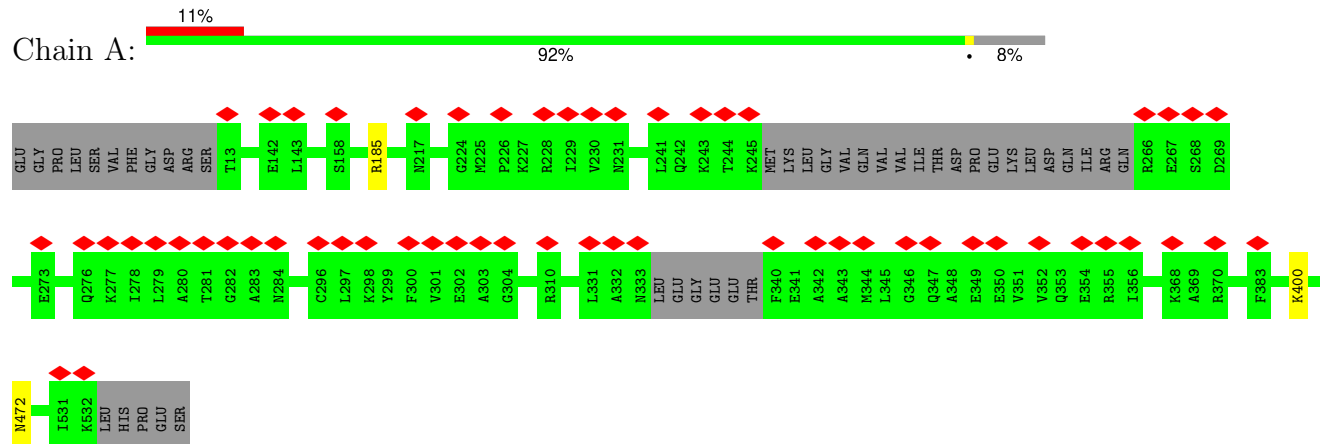 11%
Chain A:
92% • 8%
GLU GLY PRO LEU SER VAL PHE GLY ASP ARG SER T13 E142 L143 S158 R185 N217 G224 M225 P226 K227 R228 I229 V230 N231 L241 Q242 K243 T244 K245 MET LYS LEU GLY VAL GLN VAL VAL ILE THR ASP PRO GLU LYS LEU ASP GLN ILE ARG GLN R266 E267 S268 D269
E273 Q276 K277 I278 L279 A280 T281 G282 A283 N284 C296 L297 K298 Y299 F300 V301 E302 A303 G304 R310 L331 A332 N333 LEU GLU GLY GLU GLU THR F340 E341 A342 A343 M344 L345 G346 Q347 A348 E349 E350 V351 V352 Q353 E354 R355 I356 K368 A369 R370 F383 K400
N472 I531 K532 LEU HIS PRO GLU SER